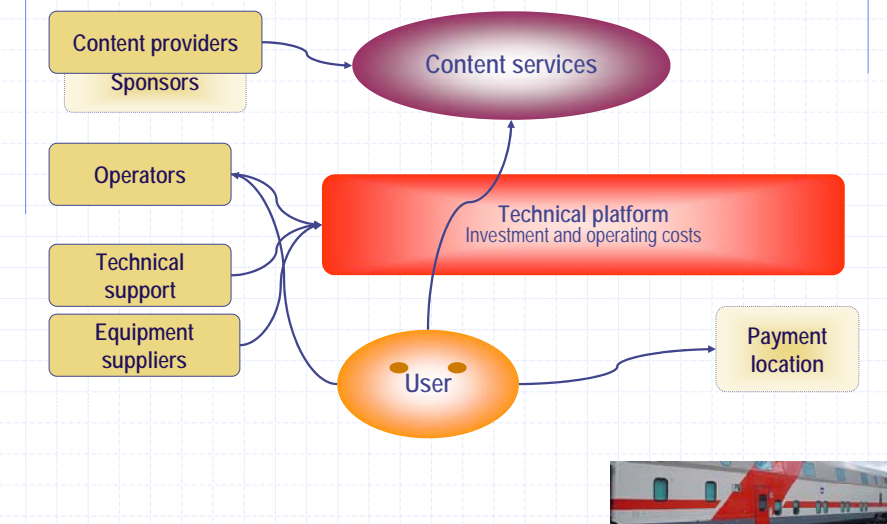 Content providers
Sponsors
Content services
Operators
Technical platform
Investment and operating costs
Technical
support
Equipment
suppliers
User
Payment
location